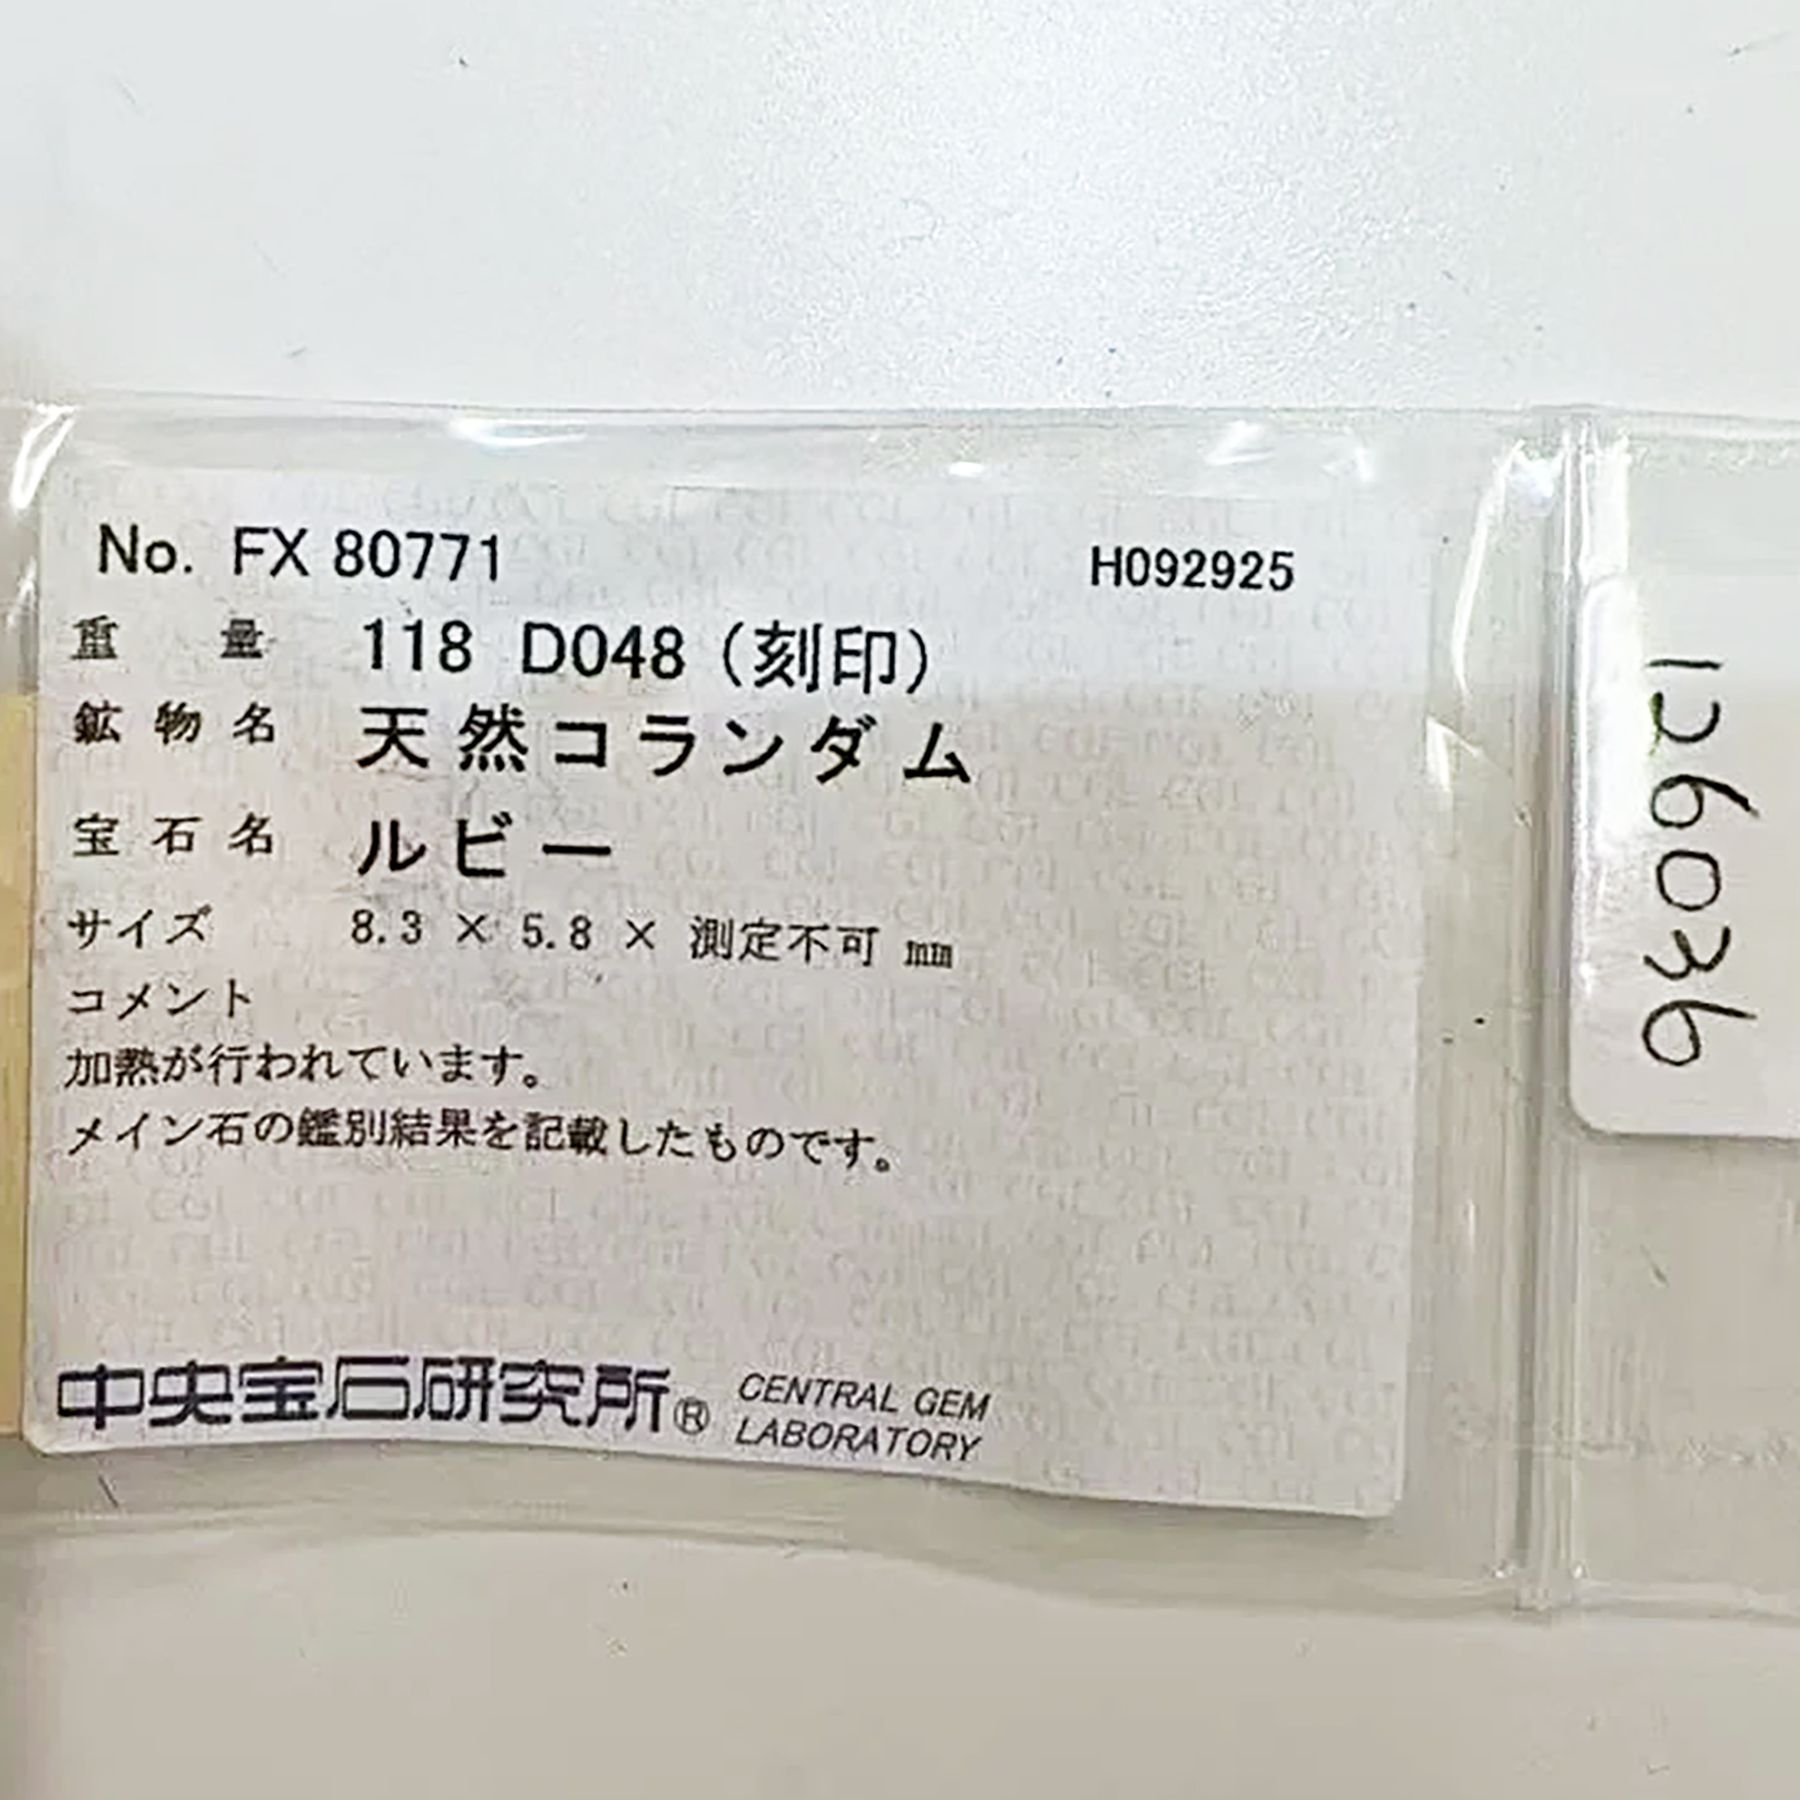 No. FX 80771 H092925
重量 118 D048（刻印）
鉱物名 天然コランダム
宝石名 ルビー
サイズ 8.3 × 5.8 × 測定不可 ㎜
コメント
加熱が行われています。
メイン石の鑑別結果を記載したものです。
中央宝石研究所® CENTRAL GEM
LABORATORY
126036